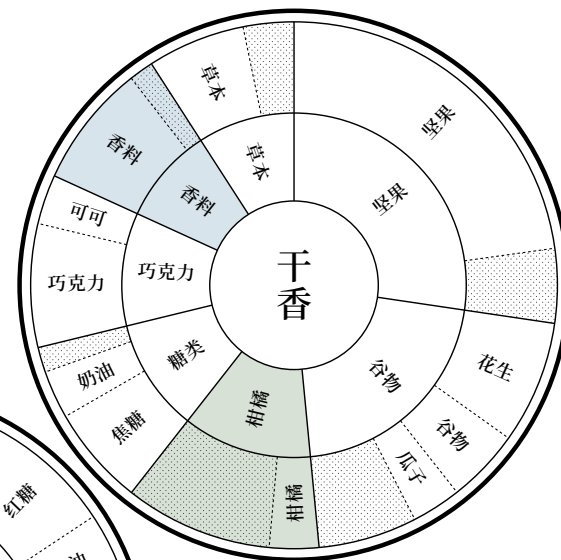 干
香
坚果
谷物
柑橘
糖类
巧克力
香料
草本
坚果
花生
谷物
瓜子
柑橘
焦糖
奶油
巧克力
可可
香料
草本
红糖